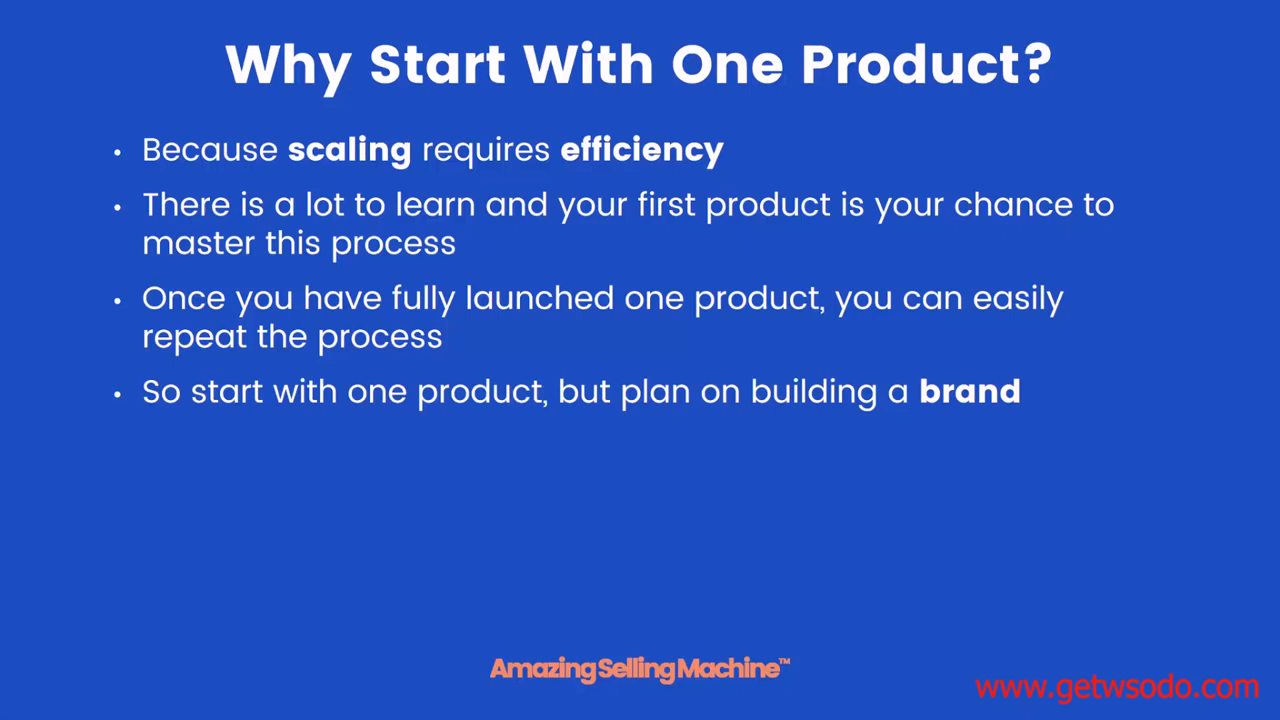 Why Start With One Product?
• Because scaling requires efficiency
• There is a lot to learn and your first product is your chance to
master this process
• Once you have fully launched one product, you can easily
repeat the process
• So start with one product, but plan on building a brand
AmazingSellingMachine™
www.getwsodo.com